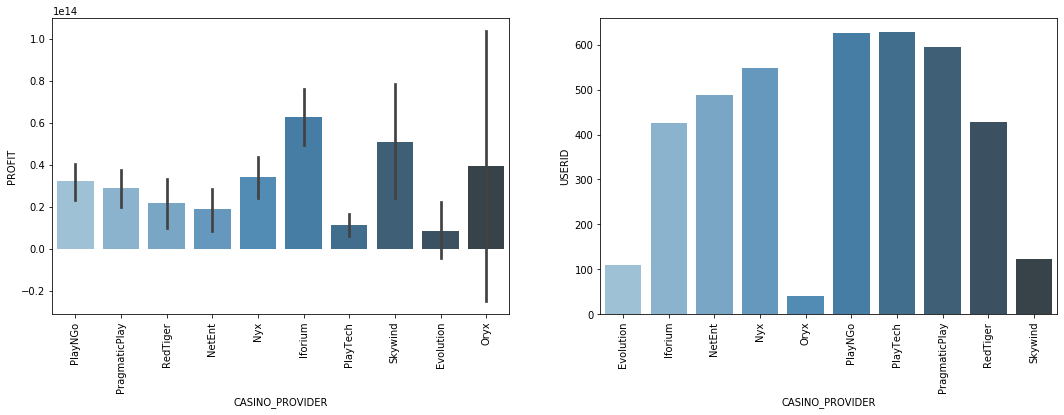 1e14
1.0
0.8
0.6
0.4
0.2
0.0
−0.2
PROFIT
PlayNGo
PragmaticPlay
RedTiger
NetEnt
Nyx
Iforium
PlayTech
Skywind
Evolution
Oryx
CASINO_PROVIDER
600
500
400
300
200
100
0
USERID
Evolution
Iforium
NetEnt
Nyx
Oryx
PlayNGo
PlayTech
PragmaticPlay
RedTiger
Skywind
CASINO_PROVIDER